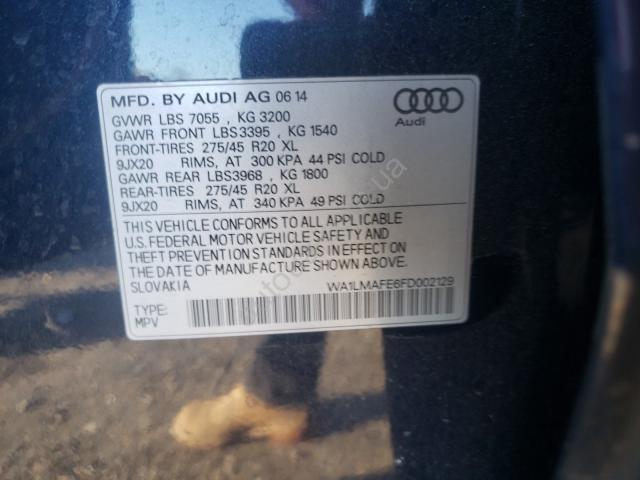 MFD. BY AUDI AG 06 14
GVWR LBS 7055 , KG 3200
GAWR FRONT LBS3395 , KG 1540
FRONT-TIRES 275/45 R20 XL
9JX20 RIMS, AT 300 KPA 44 PSI COLD
GAWR REAR LBS3968 , KG 1800
REAR-TIRES 275/45 R20 XL
9JX20 RIMS, AT 340 KPA 49 PSI COLD
Audi
THIS VEHICLE CONFORMS TO ALL APPLICABLE
U.S. FEDERAL MOTOR VEHICLE SAFETY AND
THEFT PREVENTION STANDARDS IN EFFECT ON
THE DATE OF MANUFACTURE SHOWN ABOVE.
SLOVAKIA
WA1LMAFE6FD002129
TYPE:
MPV